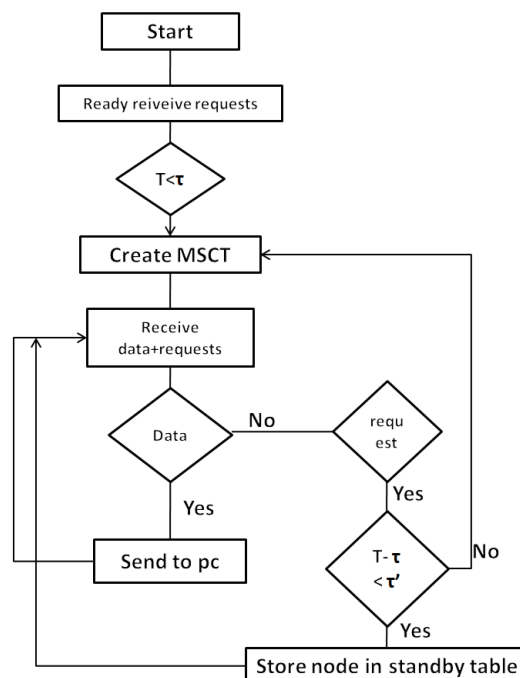 Start
Ready reiveive requests
T<τ
Create MSCT
Receive
data+requests
Data
No
requ
est
Yes
Yes
Send to pc
T- τ
< τ’
No
Yes
Store node in standby table